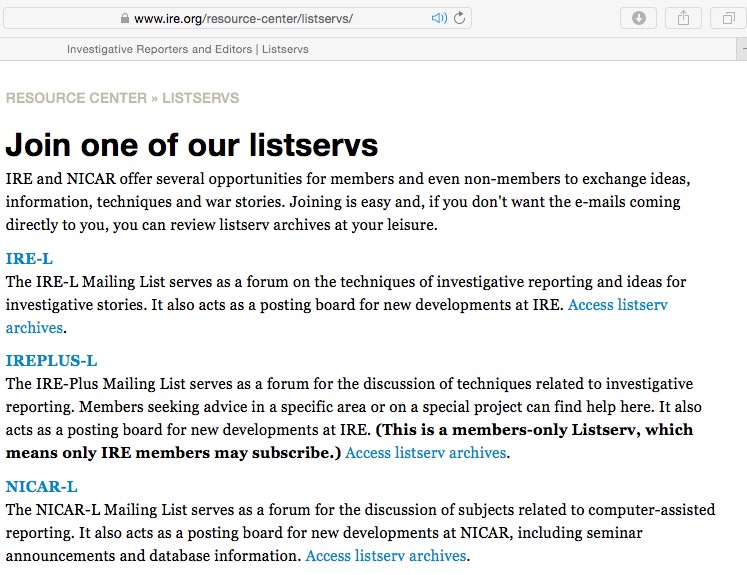 www.ire.org/resource-center/listservs/
Investigative Reporters and Editors | Listservs
RESOURCE CENTER » LISTSERVS
Join one of our listservs
IRE and NICAR offer several opportunities for members and even non-members to exchange ideas,
information, techniques and war stories. Joining is easy and, if you don't want the e-mails coming
directly to you, you can review listserv archives at your leisure.
IRE-L
The IRE-L Mailing List serves as a forum on the techniques of investigative reporting and ideas for
investigative stories. It also acts as a posting board for new developments at IRE. Access listserv
archives.
IREPLUS-L
The IRE-Plus Mailing List serves as a forum for the discussion of techniques related to investigative
reporting. Members seeking advice in a specific area or on a special project can find help here. It also
acts as a posting board for new developments at IRE. (This is a members-only Listserv, which
means only IRE members may subscribe.) Access listserv archives.
NICAR-L
The NICAR-L Mailing List serves as a forum for the discussion of subjects related to computer-assisted
reporting. It also acts as a posting board for new developments at NICAR, including seminar
announcements and database information. Access listserv archives.